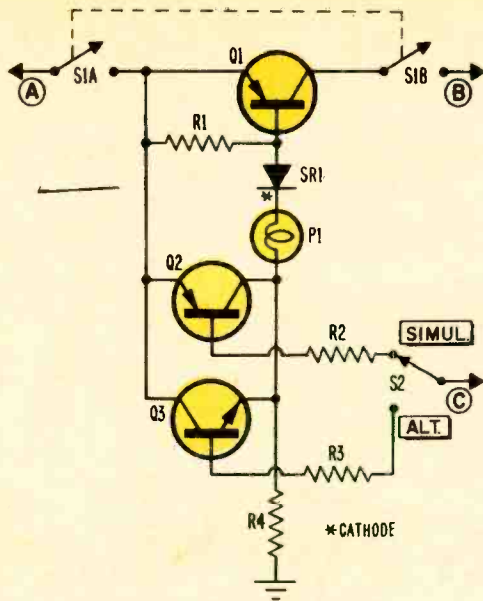 Q1
A S1A S1B B
R1
SR1
*
P1
Q2
R2 SIMUL.
S2
C
Q3
ALT.
R3
R4
*CATHODE